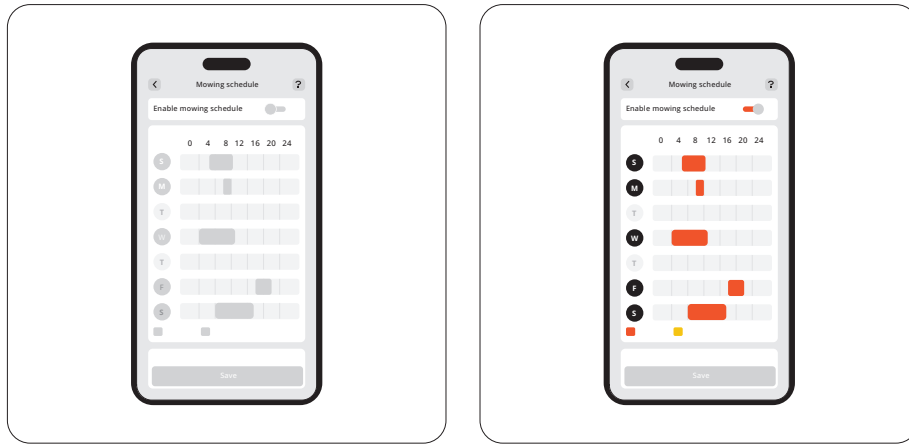 Mowing schedule ?
Enable mowing schedule
0 4 8 12 16 20 24
S
M
T
W
T
F
S
Save
Mowing schedule ?
Enable mowing schedule
0 4 8 12 16 20 24
S
M
T
W
T
F
S
Save